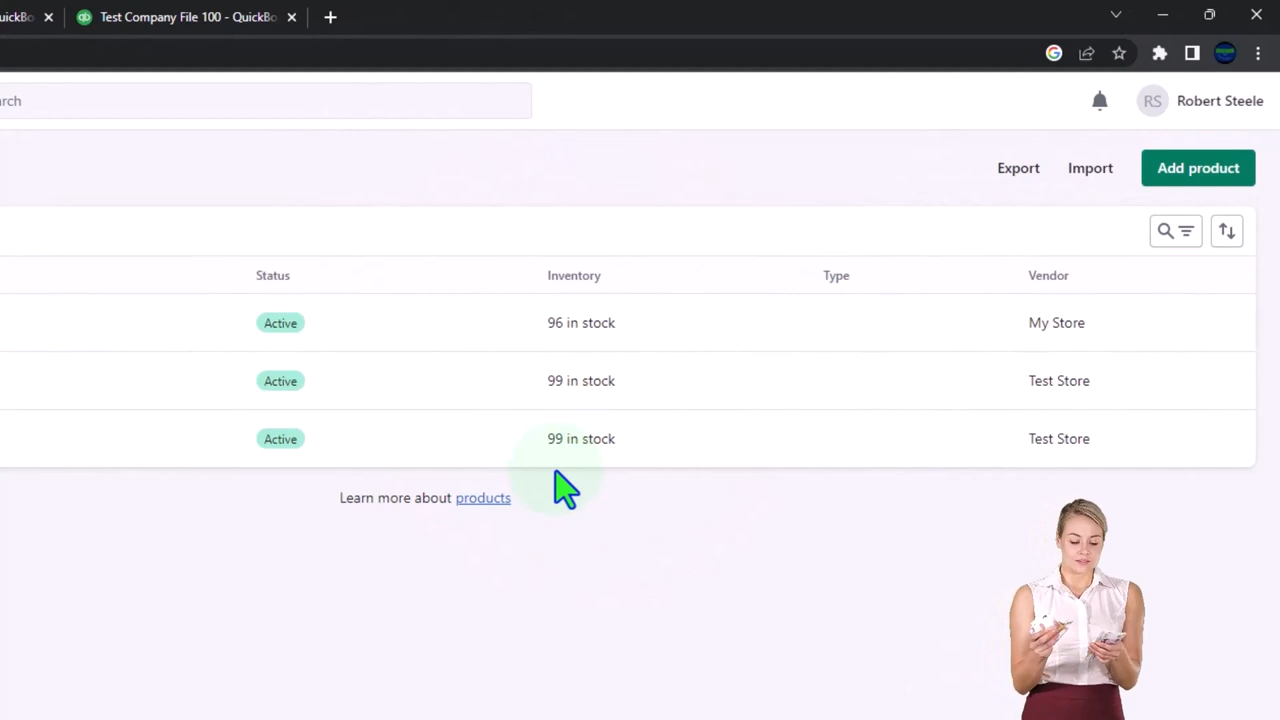 uickBo
Test Company File 100 - QuickBo
arch
RS
Robert Steele
Export
Import
Add product
Status
Inventory
Type
Vendor
Active
96 in stock
My Store
Active
99 in stock
Test Store
Active
99 in stock
Test Store
Learn more about products